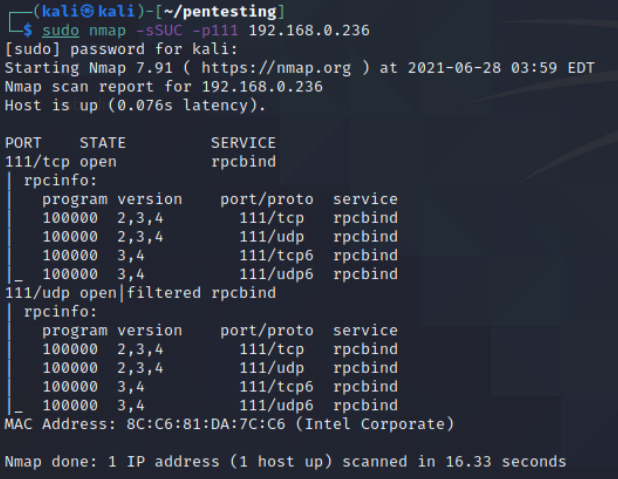 ┌──(kali㉿kali)-[~/pentesting]
└─$ sudo nmap -sSUC -p111 192.168.0.236
[sudo] password for kali:
Starting Nmap 7.91 ( https://nmap.org ) at 2021-06-28 03:59 EDT
Nmap scan report for 192.168.0.236
Host is up (0.076s latency).

PORT    STATE         SERVICE
111/tcp open          rpcbind
| rpcinfo:
|   program version    port/proto  service
|   100000  2,3,4        111/tcp   rpcbind
|   100000  2,3,4        111/udp   rpcbind
|   100000  3,4          111/tcp6  rpcbind
|_  100000  3,4          111/udp6  rpcbind
111/udp open|filtered rpcbind
| rpcinfo:
|   program version    port/proto  service
|   100000  2,3,4        111/tcp   rpcbind
|   100000  2,3,4        111/udp   rpcbind
|   100000  3,4          111/tcp6  rpcbind
|_  100000  3,4          111/udp6  rpcbind
MAC Address: 8C:C6:81:DA:7C:C6 (Intel Corporate)

Nmap done: 1 IP address (1 host up) scanned in 16.33 seconds